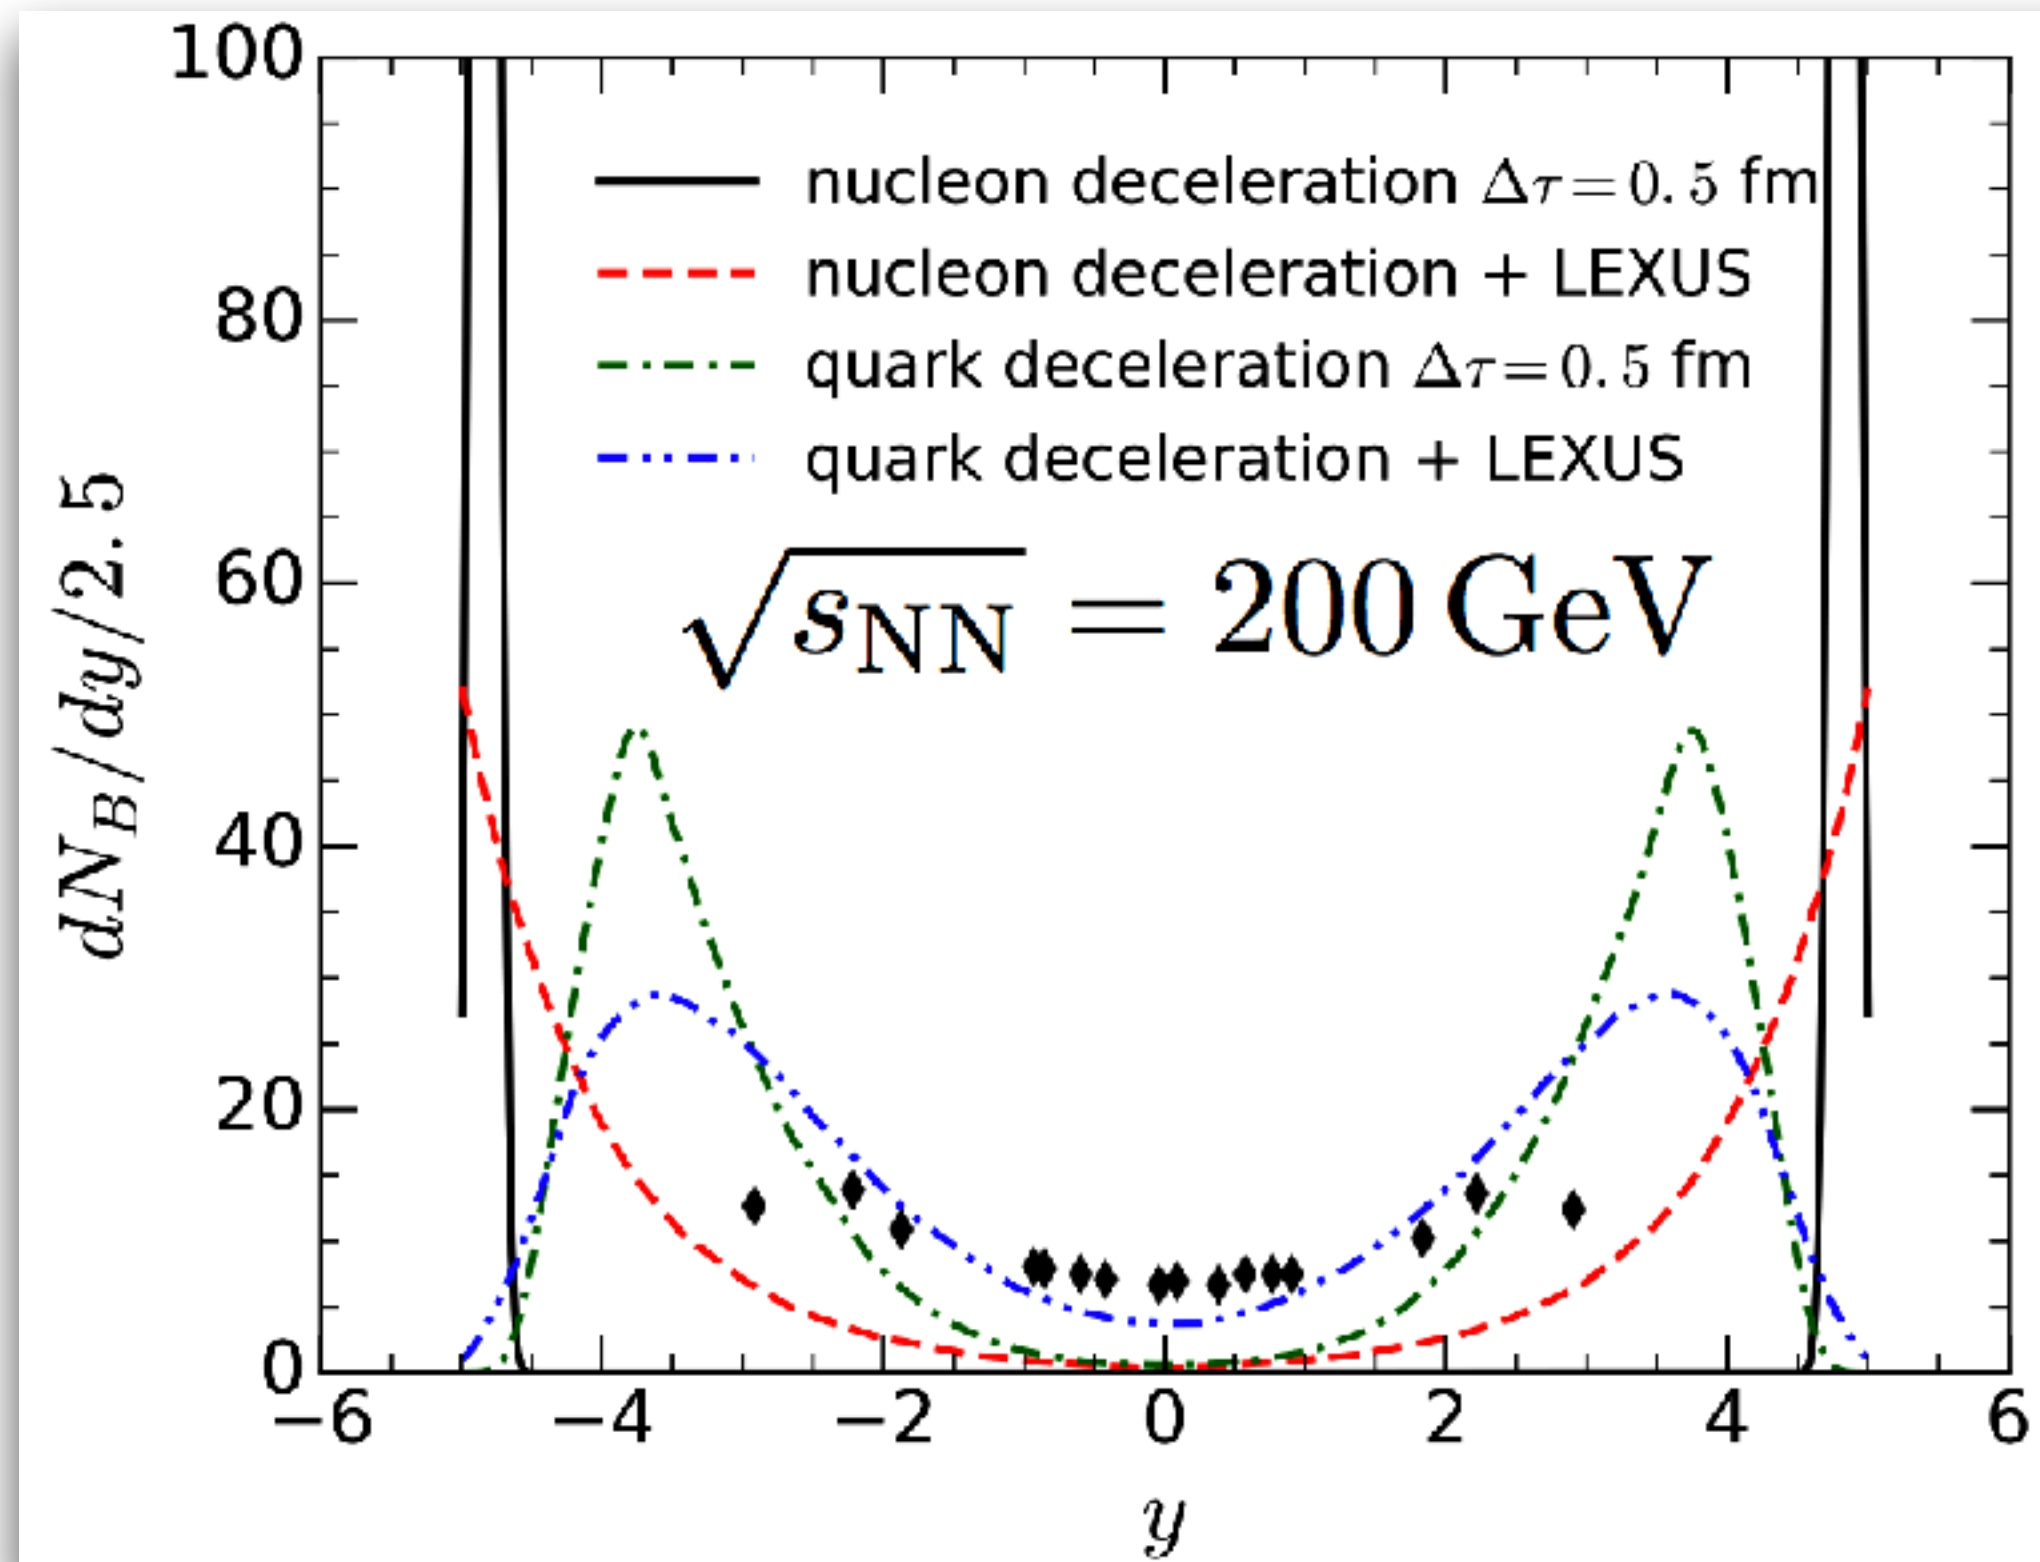 100
80
60
40
20
0
dN_B/dy/2.5
nucleon deceleration Δτ=0.5 fm
nucleon deceleration + LEXUS
quark deceleration Δτ=0.5 fm
quark deceleration + LEXUS
√s_NN = 200 GeV
−6 −4 −2 0 2 4 6
y